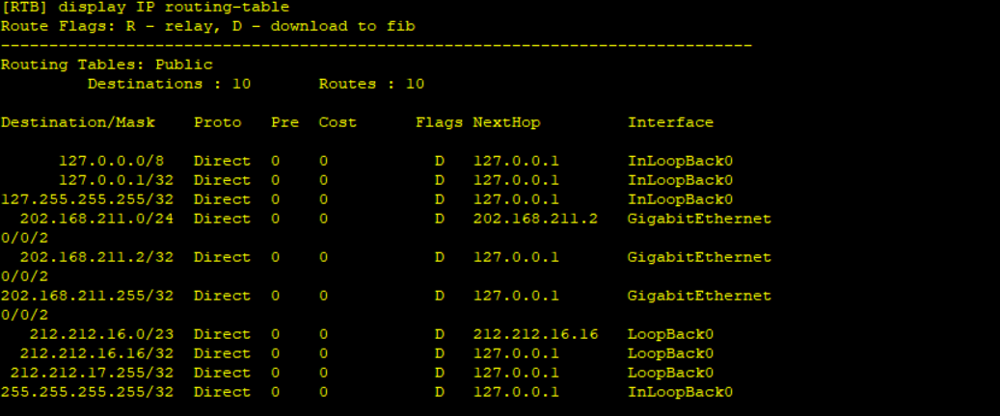 [RTB] display IP routing-table
Route Flags: R - relay, D - download to fib
------------------------------------------------------------------------------
Routing Tables: Public
         Destinations : 10       Routes : 10

Destination/Mask    Proto   Pre  Cost      Flags NextHop         Interface

      127.0.0.0/8   Direct  0    0           D   127.0.0.1       InLoopBack0
      127.0.0.1/32  Direct  0    0           D   127.0.0.1       InLoopBack0
127.255.255.255/32  Direct  0    0           D   127.0.0.1       InLoopBack0
  202.168.211.0/24  Direct  0    0           D   202.168.211.2   GigabitEthernet
0/0/2
  202.168.211.2/32  Direct  0    0           D   127.0.0.1       GigabitEthernet
0/0/2
202.168.211.255/32  Direct  0    0           D   127.0.0.1       GigabitEthernet
0/0/2
   212.212.16.0/23  Direct  0    0           D   212.212.16.16   LoopBack0
  212.212.16.16/32  Direct  0    0           D   127.0.0.1       LoopBack0
 212.212.17.255/32  Direct  0    0           D   127.0.0.1       LoopBack0
255.255.255.255/32  Direct  0    0           D   127.0.0.1       InLoopBack0